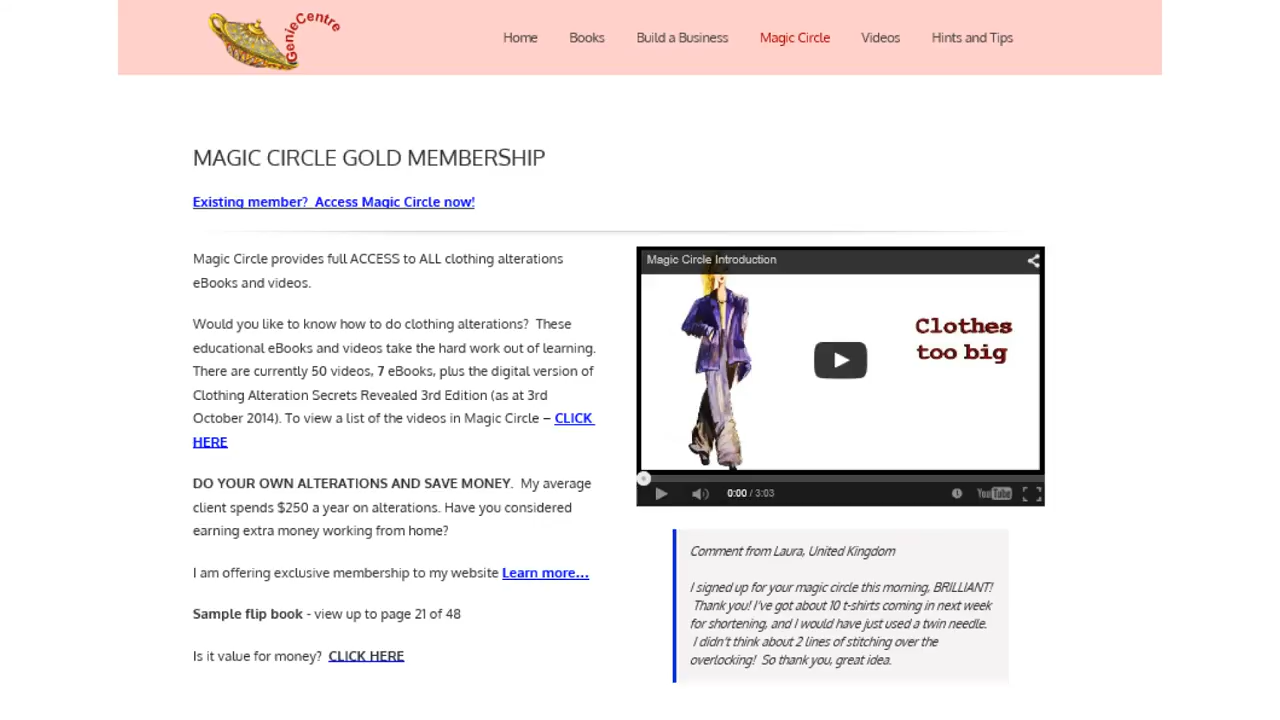 GenieCentre
Home Books Build a Business Magic Circle Videos Hints and Tips
MAGIC CIRCLE GOLD MEMBERSHIP
Existing member? Access Magic Circle now!
Magic Circle provides full ACCESS to ALL clothing alterations
eBooks and videos.
Would you like to know how to do clothing alterations? These
educational eBooks and videos take the hard work out of learning.
There are currently 50 videos, 7 eBooks, plus the digital version of
Clothing Alteration Secrets Revealed 3rd Edition (as at 3rd
October 2014). To view a list of the videos in Magic Circle – CLICK
HERE
DO YOUR OWN ALTERATIONS AND SAVE MONEY. My average
client spends $250 a year on alterations. Have you considered
earning extra money working from home?
I am offering exclusive membership to my website Learn more...
Sample flip book - view up to page 21 of 48
Is it value for money? CLICK HERE
Magic Circle Introduction
Clothes
too big
0:00 / 3:03 YouTube
Comment from Laura, United Kingdom
I signed up for your magic circle this morning, BRILLIANT!
Thank you! I've got about 10 t-shirts coming in next week
for shortening, and I would have just used a twin needle.
I didn't think about 2 lines of stitching over the
overlocking! So thank you, great idea.